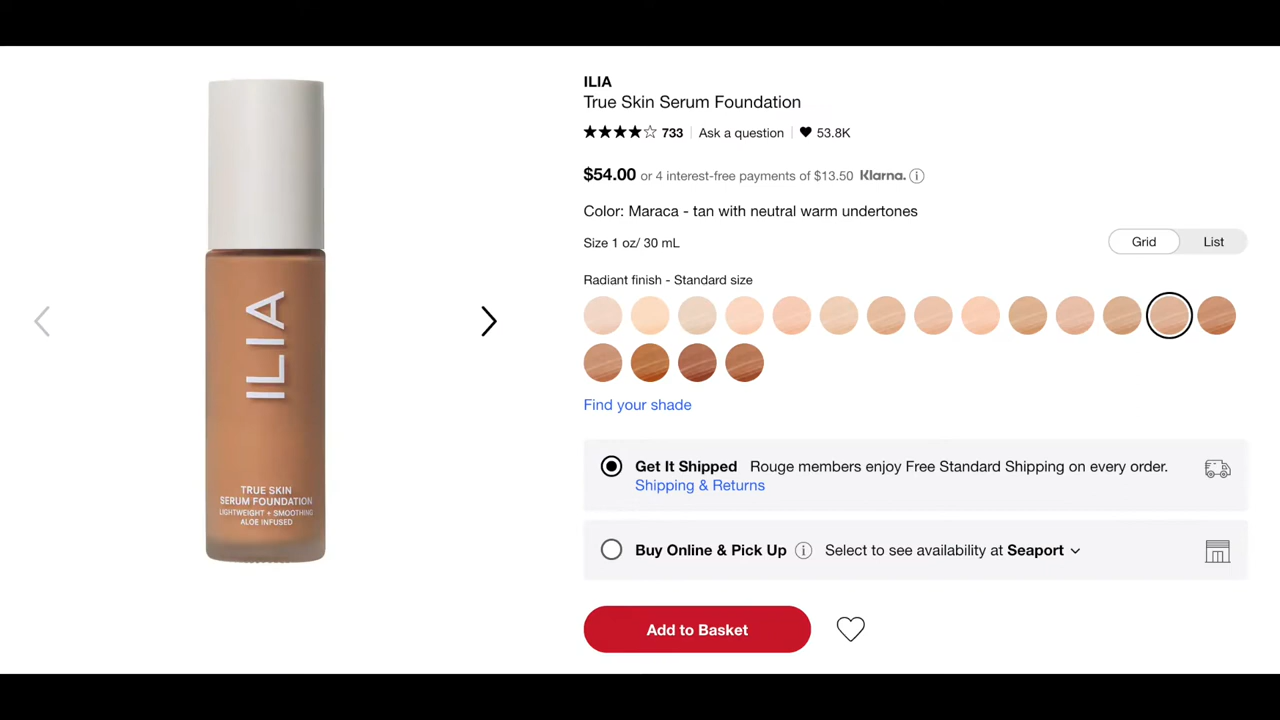 ILIA
TRUE SKIN
SERUM FOUNDATION
LIGHTWEIGHT + SMOOTHING
ALOE INFUSED
ILIA
True Skin Serum Foundation
733 Ask a question 53.8K
$54.00 or 4 interest-free payments of $13.50 Klarna.
Color: Maraca - tan with neutral warm undertones
Size 1 oz/ 30 mL
Grid List
Radiant finish - Standard size
Find your shade
Get It Shipped Rouge members enjoy Free Standard Shipping on every order.
Shipping & Returns
Buy Online & Pick Up Select to see availability at Seaport
Add to Basket